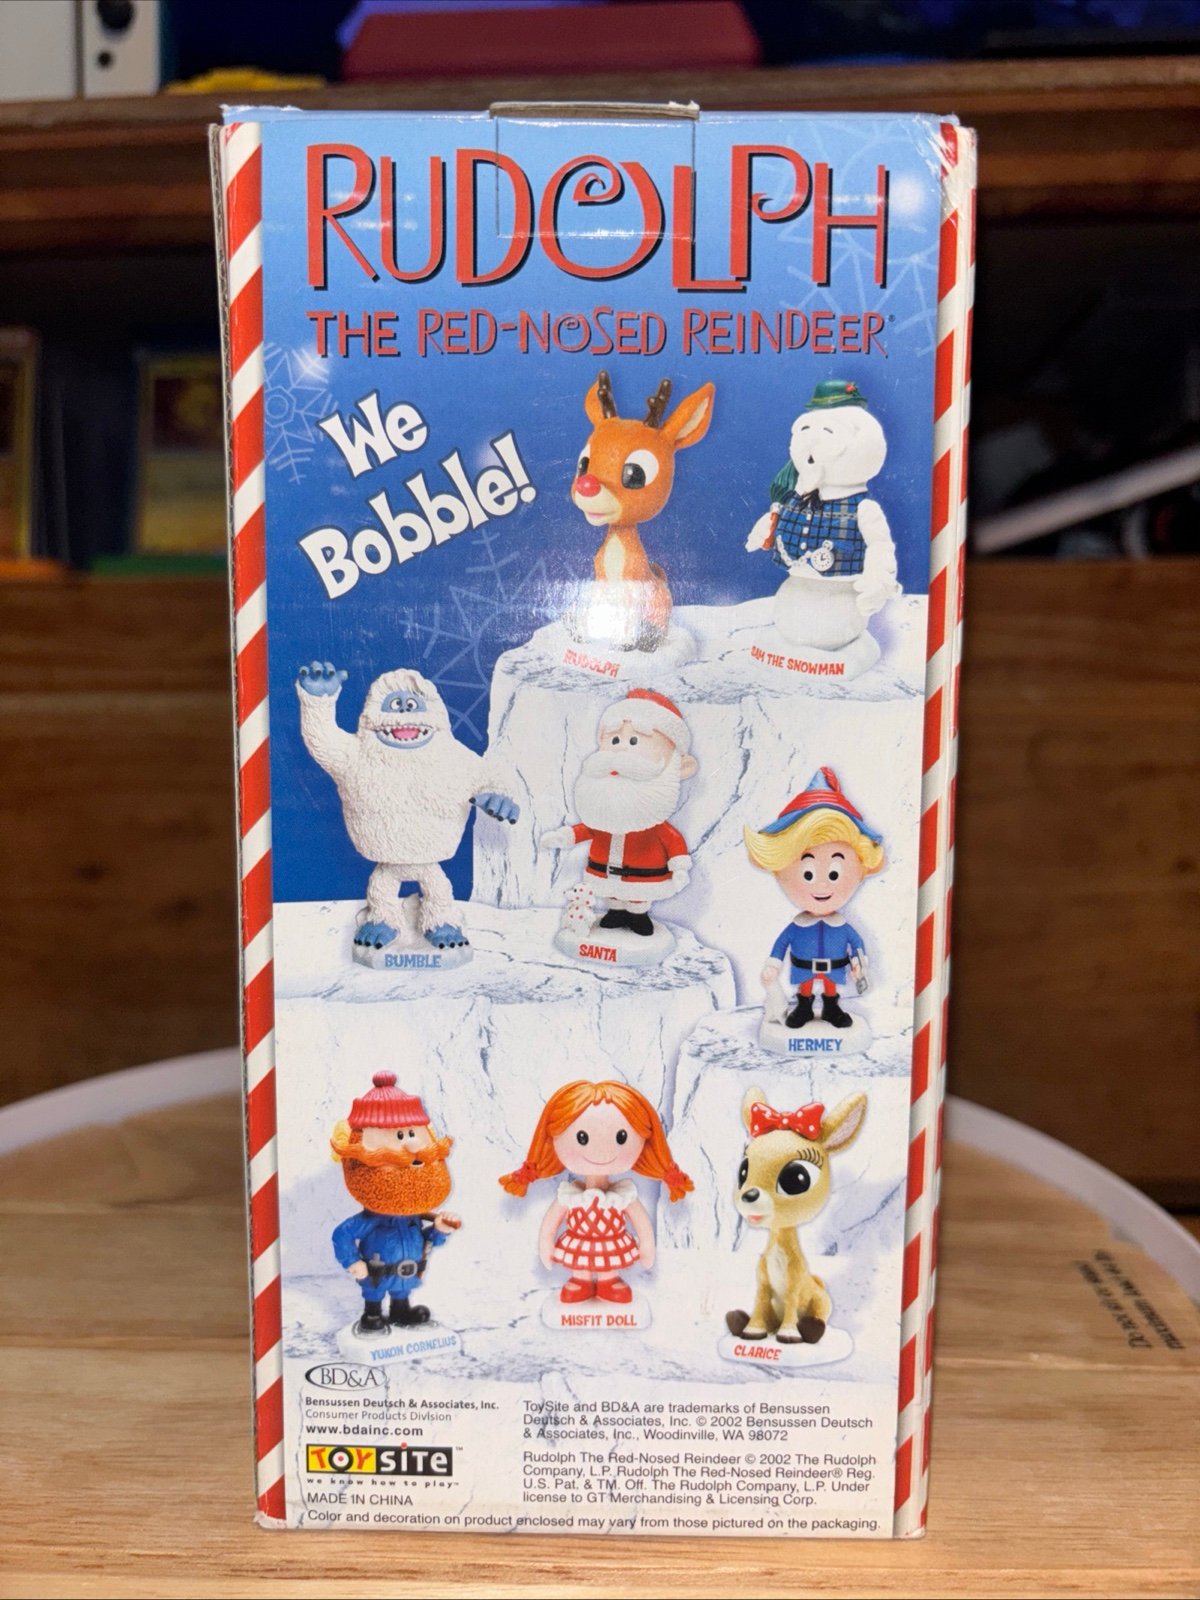 RUDOLPH
THE RED-NOSED REINDEER®
We
Bobble!
RUDOLPH
SAM THE SNOWMAN
BUMBLE
SANTA
HERMEY
YUKON CORNELIUS
MISFIT DOLL
CLARICE
BD&A
Bensussen Deutsch & Associates, Inc.
Consumer Products Division
www.bdainc.com
TOYSiTe™
we know how to play™
MADE IN CHINA
ToySite and BD&A are trademarks of Bensussen
Deutsch & Associates, Inc. © 2002 Bensussen Deutsch
& Associates, Inc., Woodinville, WA 98072
Rudolph The Red-Nosed Reindeer © 2002 The Rudolph
Company, L.P. Rudolph The Red-Nosed Reindeer® Reg.
U.S. Pat. & TM. Off. The Rudolph Company, L.P. Under
license to GT Merchandising & Licensing Corp.
Color and decoration on product enclosed may vary from those pictured on the packaging.